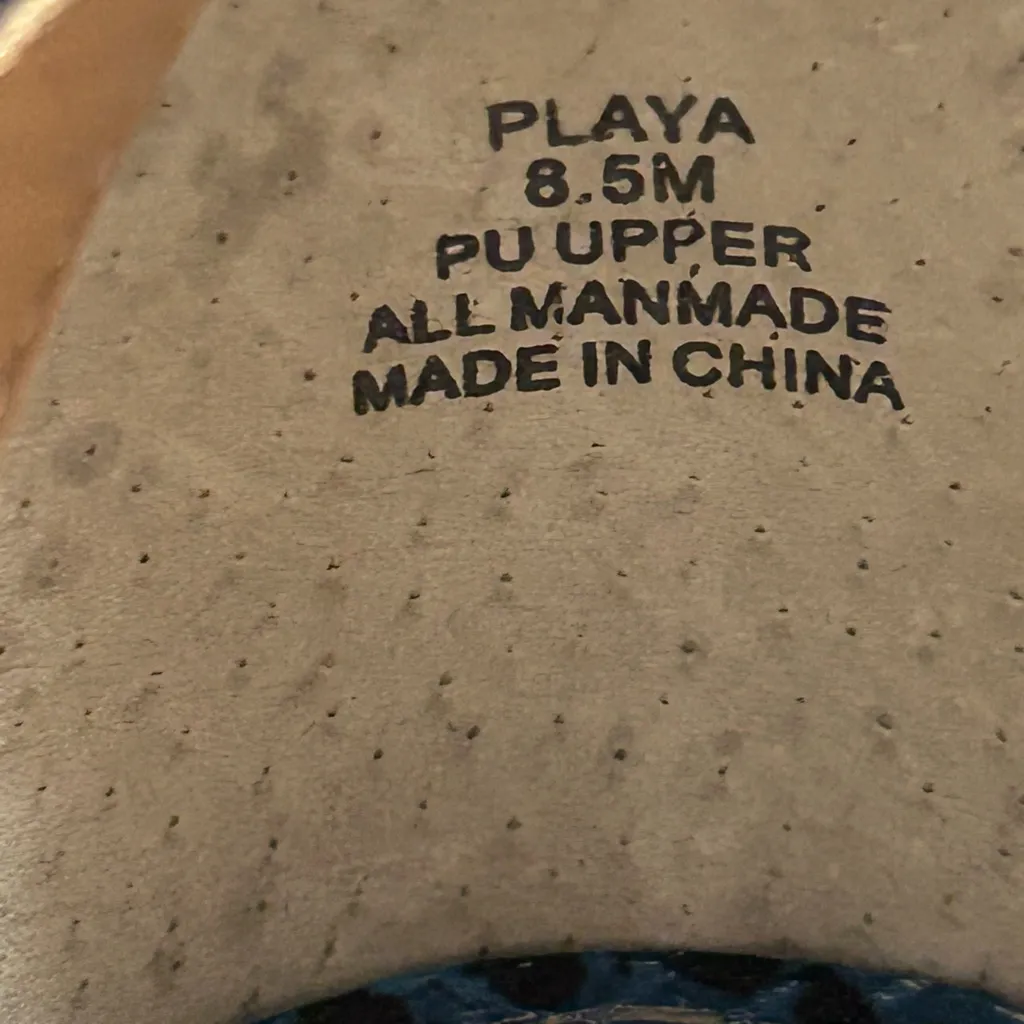 PLAYA
8.5M
PU UPPER
ALL MANMADE
MADE IN CHINA